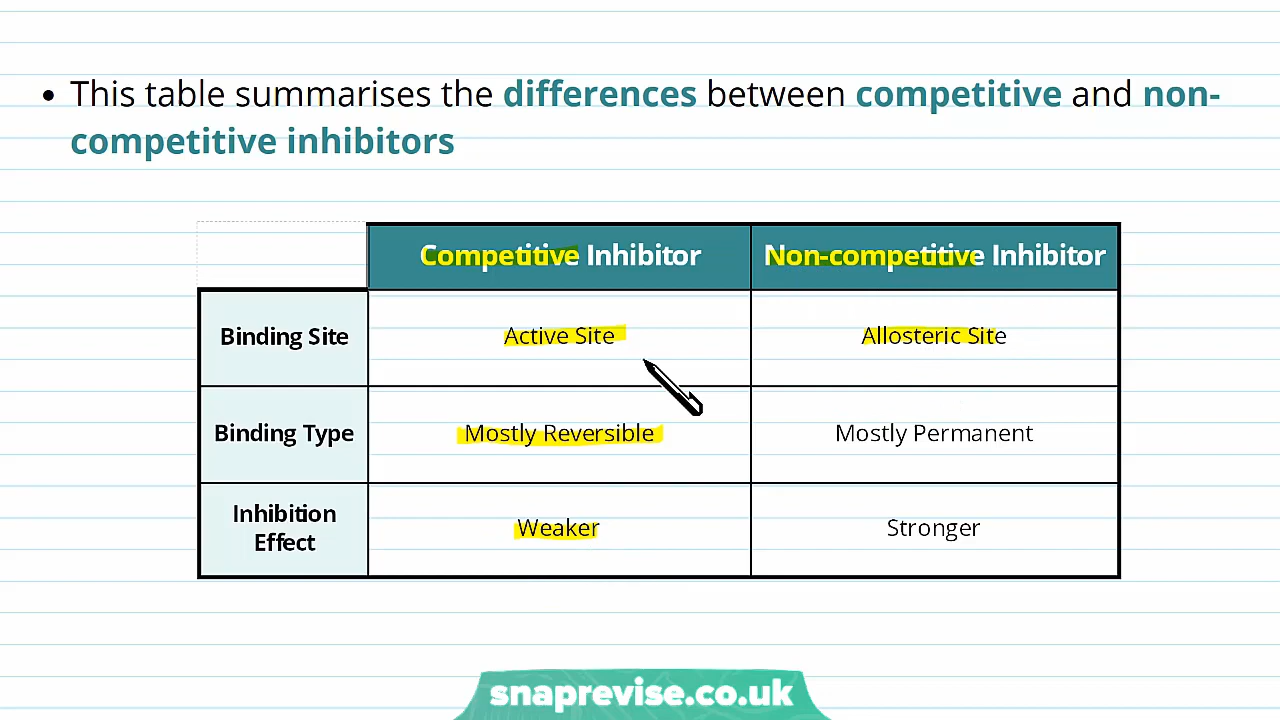 • This table summarises the differences between competitive and non-
competitive inhibitors
Competitive Inhibitor
Non-competitive Inhibitor
Binding Site
Active Site
Allosteric Site
Binding Type
Mostly Reversible
Mostly Permanent
Inhibition
Effect
Weaker
Stronger
snaprevise.co.uk